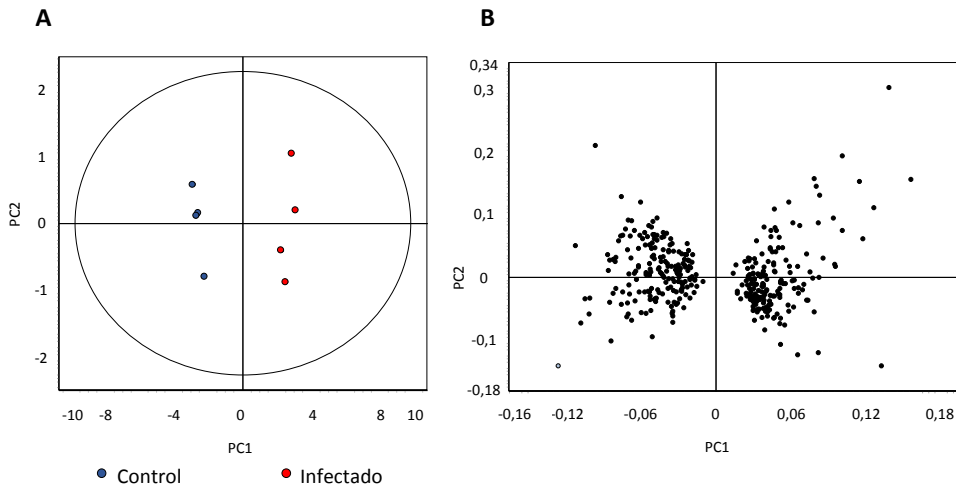 A
2
1
0
-1
-2
PC2
-10 -8 -4 0 4 8 10
PC1
Control
Infectado
B
0,34
0,3
0,2
0,1
0
-0,1
-0,18
PC2
-0,16 -0,12 -0,06 0 0,06 0,12 0,18
PC1